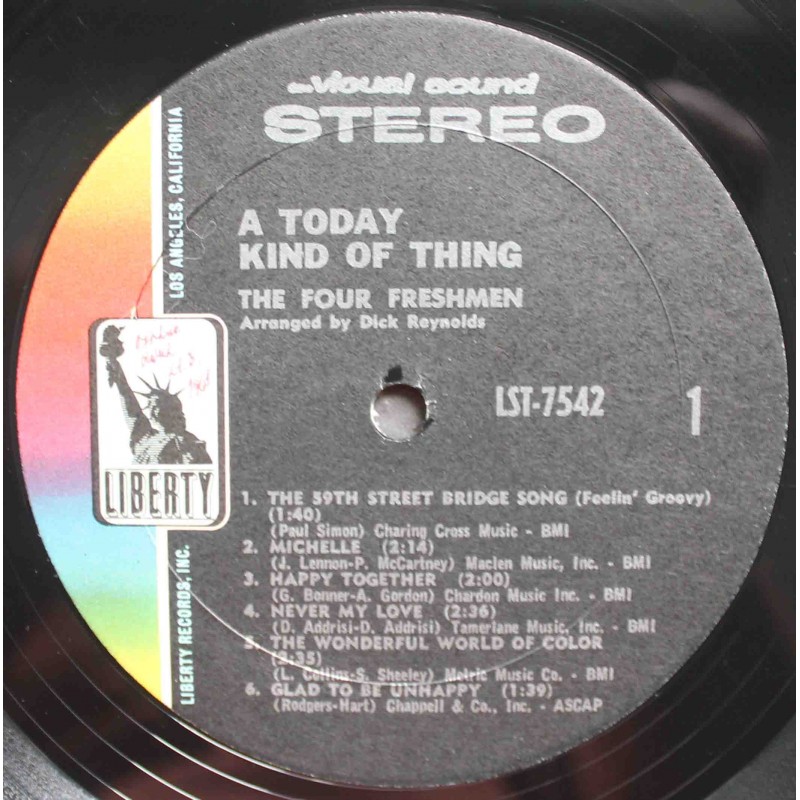 visual sound
STEREO
A TODAY
KIND OF THING
THE FOUR FRESHMEN
Arranged by Dick Reynolds
LST-7542
1
LOS ANGELES, CALIFORNIA
LIBERTY
LIBERTY RECORDS, INC.
1. THE 59TH STREET BRIDGE SONG (Feelin' Groovy)
(1:40)
(Paul Simon) Charing Cross Music - BMI
2. MICHELLE (2:14)
(J. Lennon-P. McCartney) Maclen Music, Inc. - BMI
3. HAPPY TOGETHER (2:00)
(G. Bonner-A. Gordon) Chardon Music Inc. - BMI
4. NEVER MY LOVE (2:36)
(D. Addrisi-D. Addrisi) Tamerlane Music, Inc. - BMI
5. THE WONDERFUL WORLD OF COLOR
(L. Collins-S. Sheeley) Metric Music Co. - BMI
6. GLAD TO BE UNHAPPY (1:39)
(Rodgers-Hart) Chappell & Co., Inc. - ASCAP